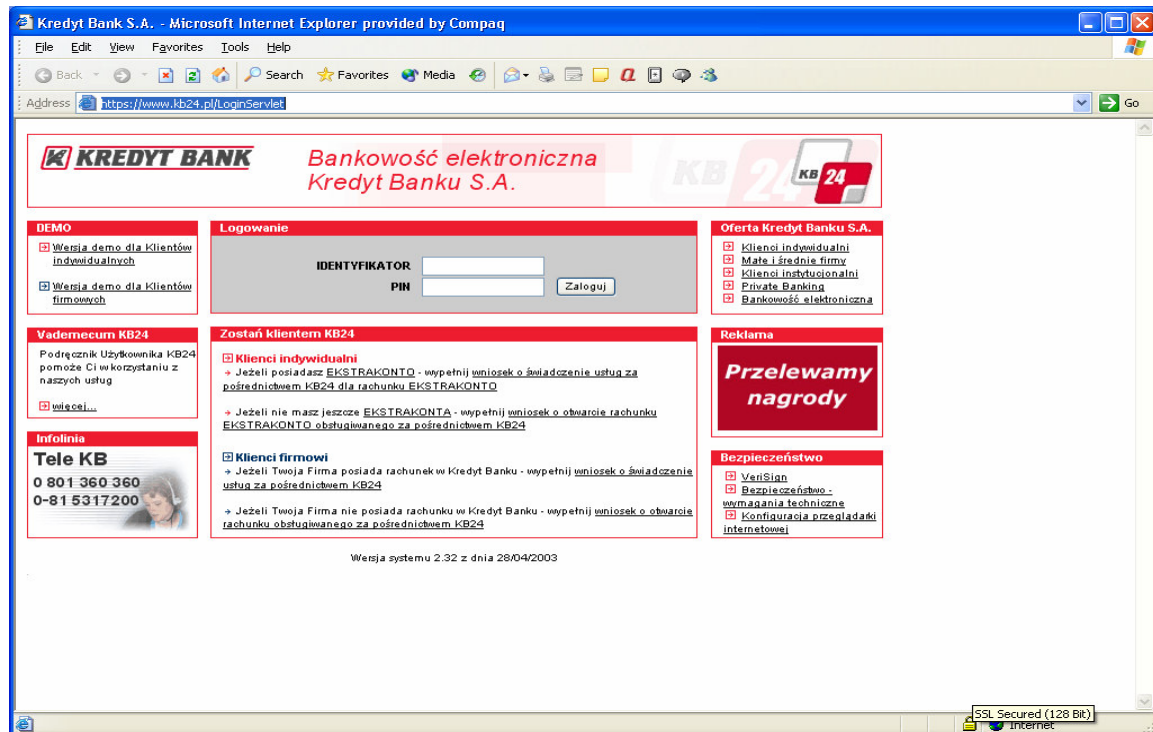 Kredyt Bank S.A. - Microsoft Internet Explorer provided by Compaq
File Edit View Favorites Tools Help
Back Search Favorites Media
Address https://www.kb24.pl/LoginServlet Go
KREDYT BANK
Bankowość elektroniczna
Kredyt Banku S.A.
KB 24
KB 24
DEMO
Wersja demo dla Klientów
indywidualnych
Wersja demo dla Klientów
firmowych
Logowanie
IDENTYFIKATOR
PIN Zaloguj
Oferta Kredyt Banku S.A.
Klienci indywidualni
Małe i średnie firmy
Klienci instytucjonalni
Private Banking
Bankowość elektroniczna
Vademecum KB24
Podręcznik Użytkownika KB24
pomoże Ci w korzystaniu z
naszych usług
więcej...
Zostań klientem KB24
Klienci indywidualni
Jeżeli posiadasz EKSTRAKONTO - wypełnij wniosek o świadczenie usług za
pośrednictwem KB24 dla rachunku EKSTRAKONTO
Jeżeli nie masz jeszcze EKSTRAKONTA - wypełnij wniosek o otwarcie rachunku
EKSTRAKONTO obsługiwanego za pośrednictwem KB24
Klienci firmowi
Jeżeli Twoja Firma posiada rachunek w Kredyt Banku - wypełnij wniosek o świadczenie
usług za pośrednictwem KB24
Jeżeli Twoja Firma nie posiada rachunku w Kredyt Banku - wypełnij wniosek o otwarcie
rachunku obsługiwanego za pośrednictwem KB24
Reklama
Przelewamy
nagrody
Infolinia
Tele KB
0 801 360 360
0-81 5317200
Bezpieczeństwo
VeriSign
Bezpieczeństwo -
wymagania techniczne
Konfiguracja przeglądarki
internetowej
Wersja systemu 2.32 z dnia 28/04/2003
SSL Secured (128 Bit)
Internet